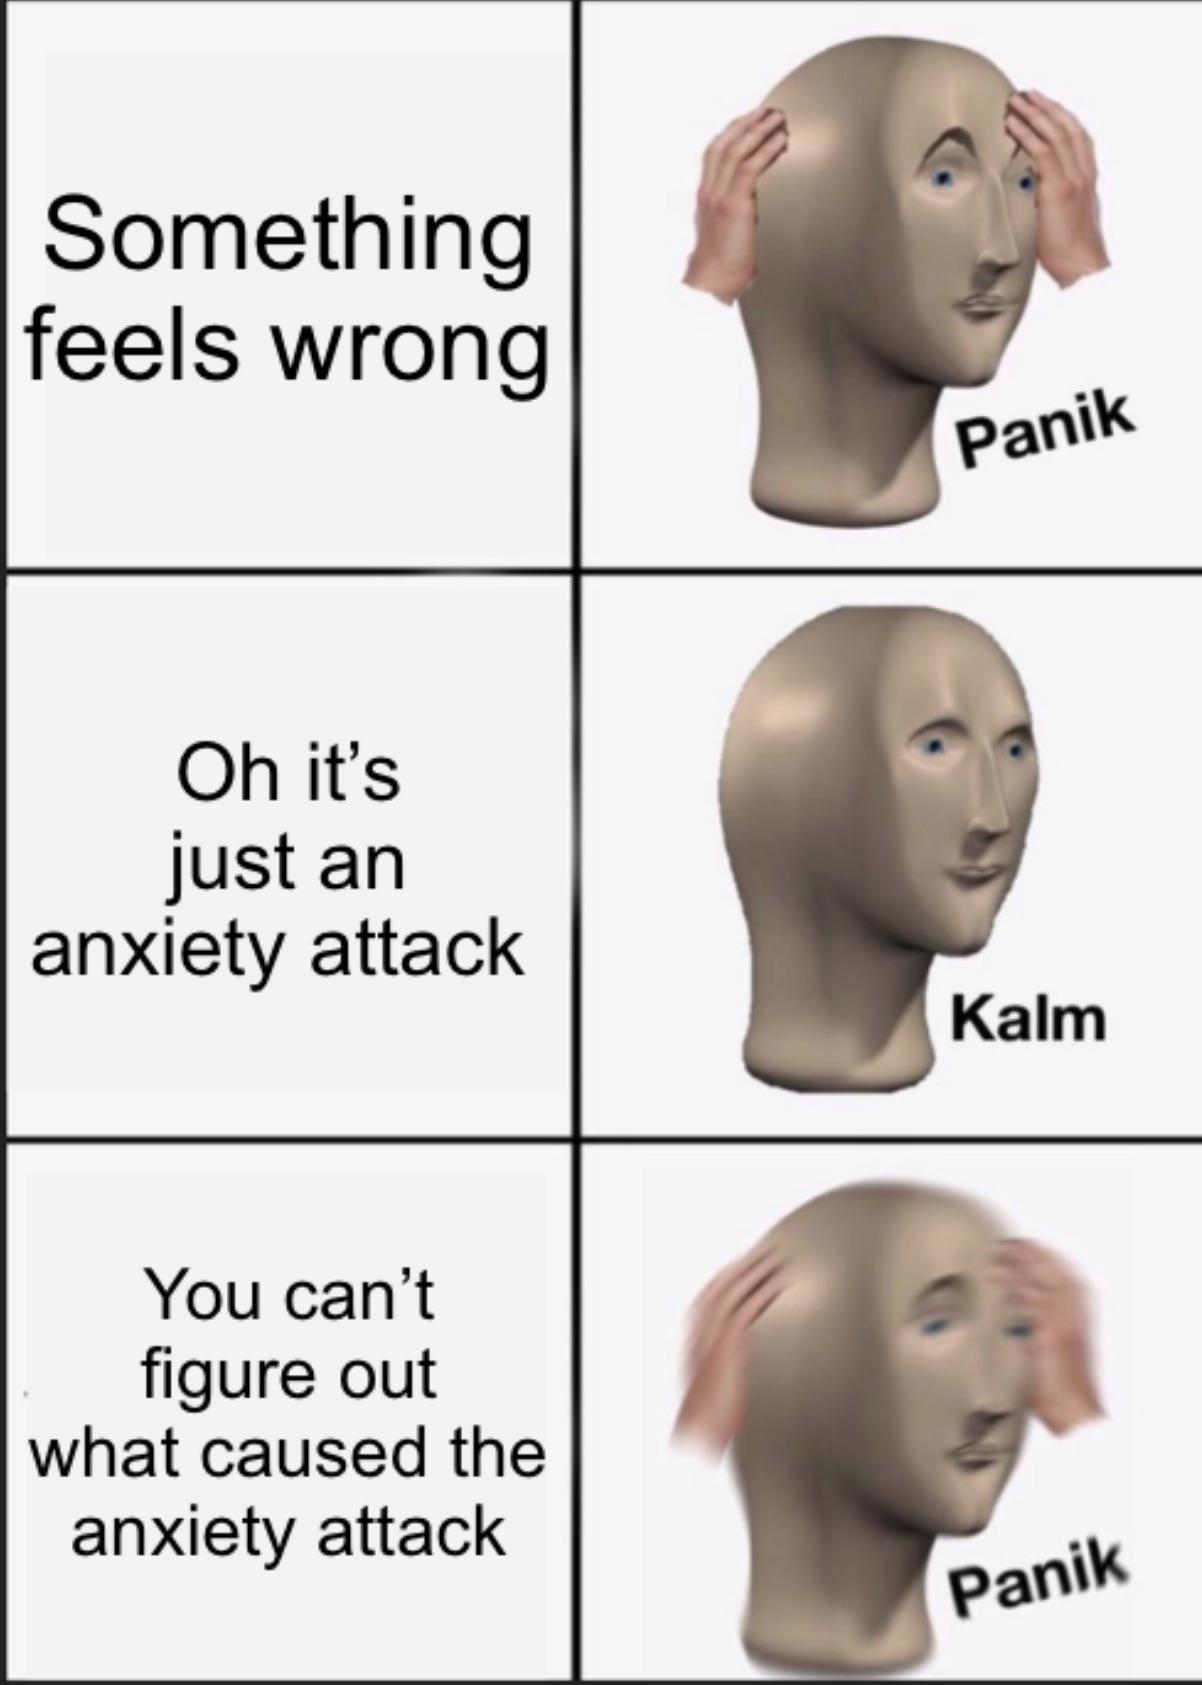 Something
feels wrong
Panik
Oh it’s
just an
anxiety attack
Kalm
You can’t
figure out
what caused the
anxiety attack
Panik